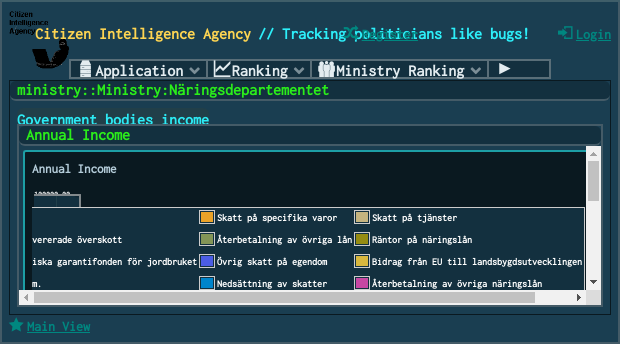 Citizen
Intelligence
Agency
Citizen Intelligence Agency // Tracking politicians like bugs!
Register
Login
Application
Ranking
Ministry Ranking
ministry::Ministry:Näringsdepartementet
Government bodies income
Annual Income
Annual Income
Skatt på specifika varor
Skatt på tjänster
vererade överskott
Återbetalning av övriga lån
Räntor på näringslån
iska garantifonden för jordbruket
Övrig skatt på egendom
Bidrag från EU till landsbygdsutvecklingen
m.
Nedsättning av skatter
Återbetalning av övriga näringslån
Main View